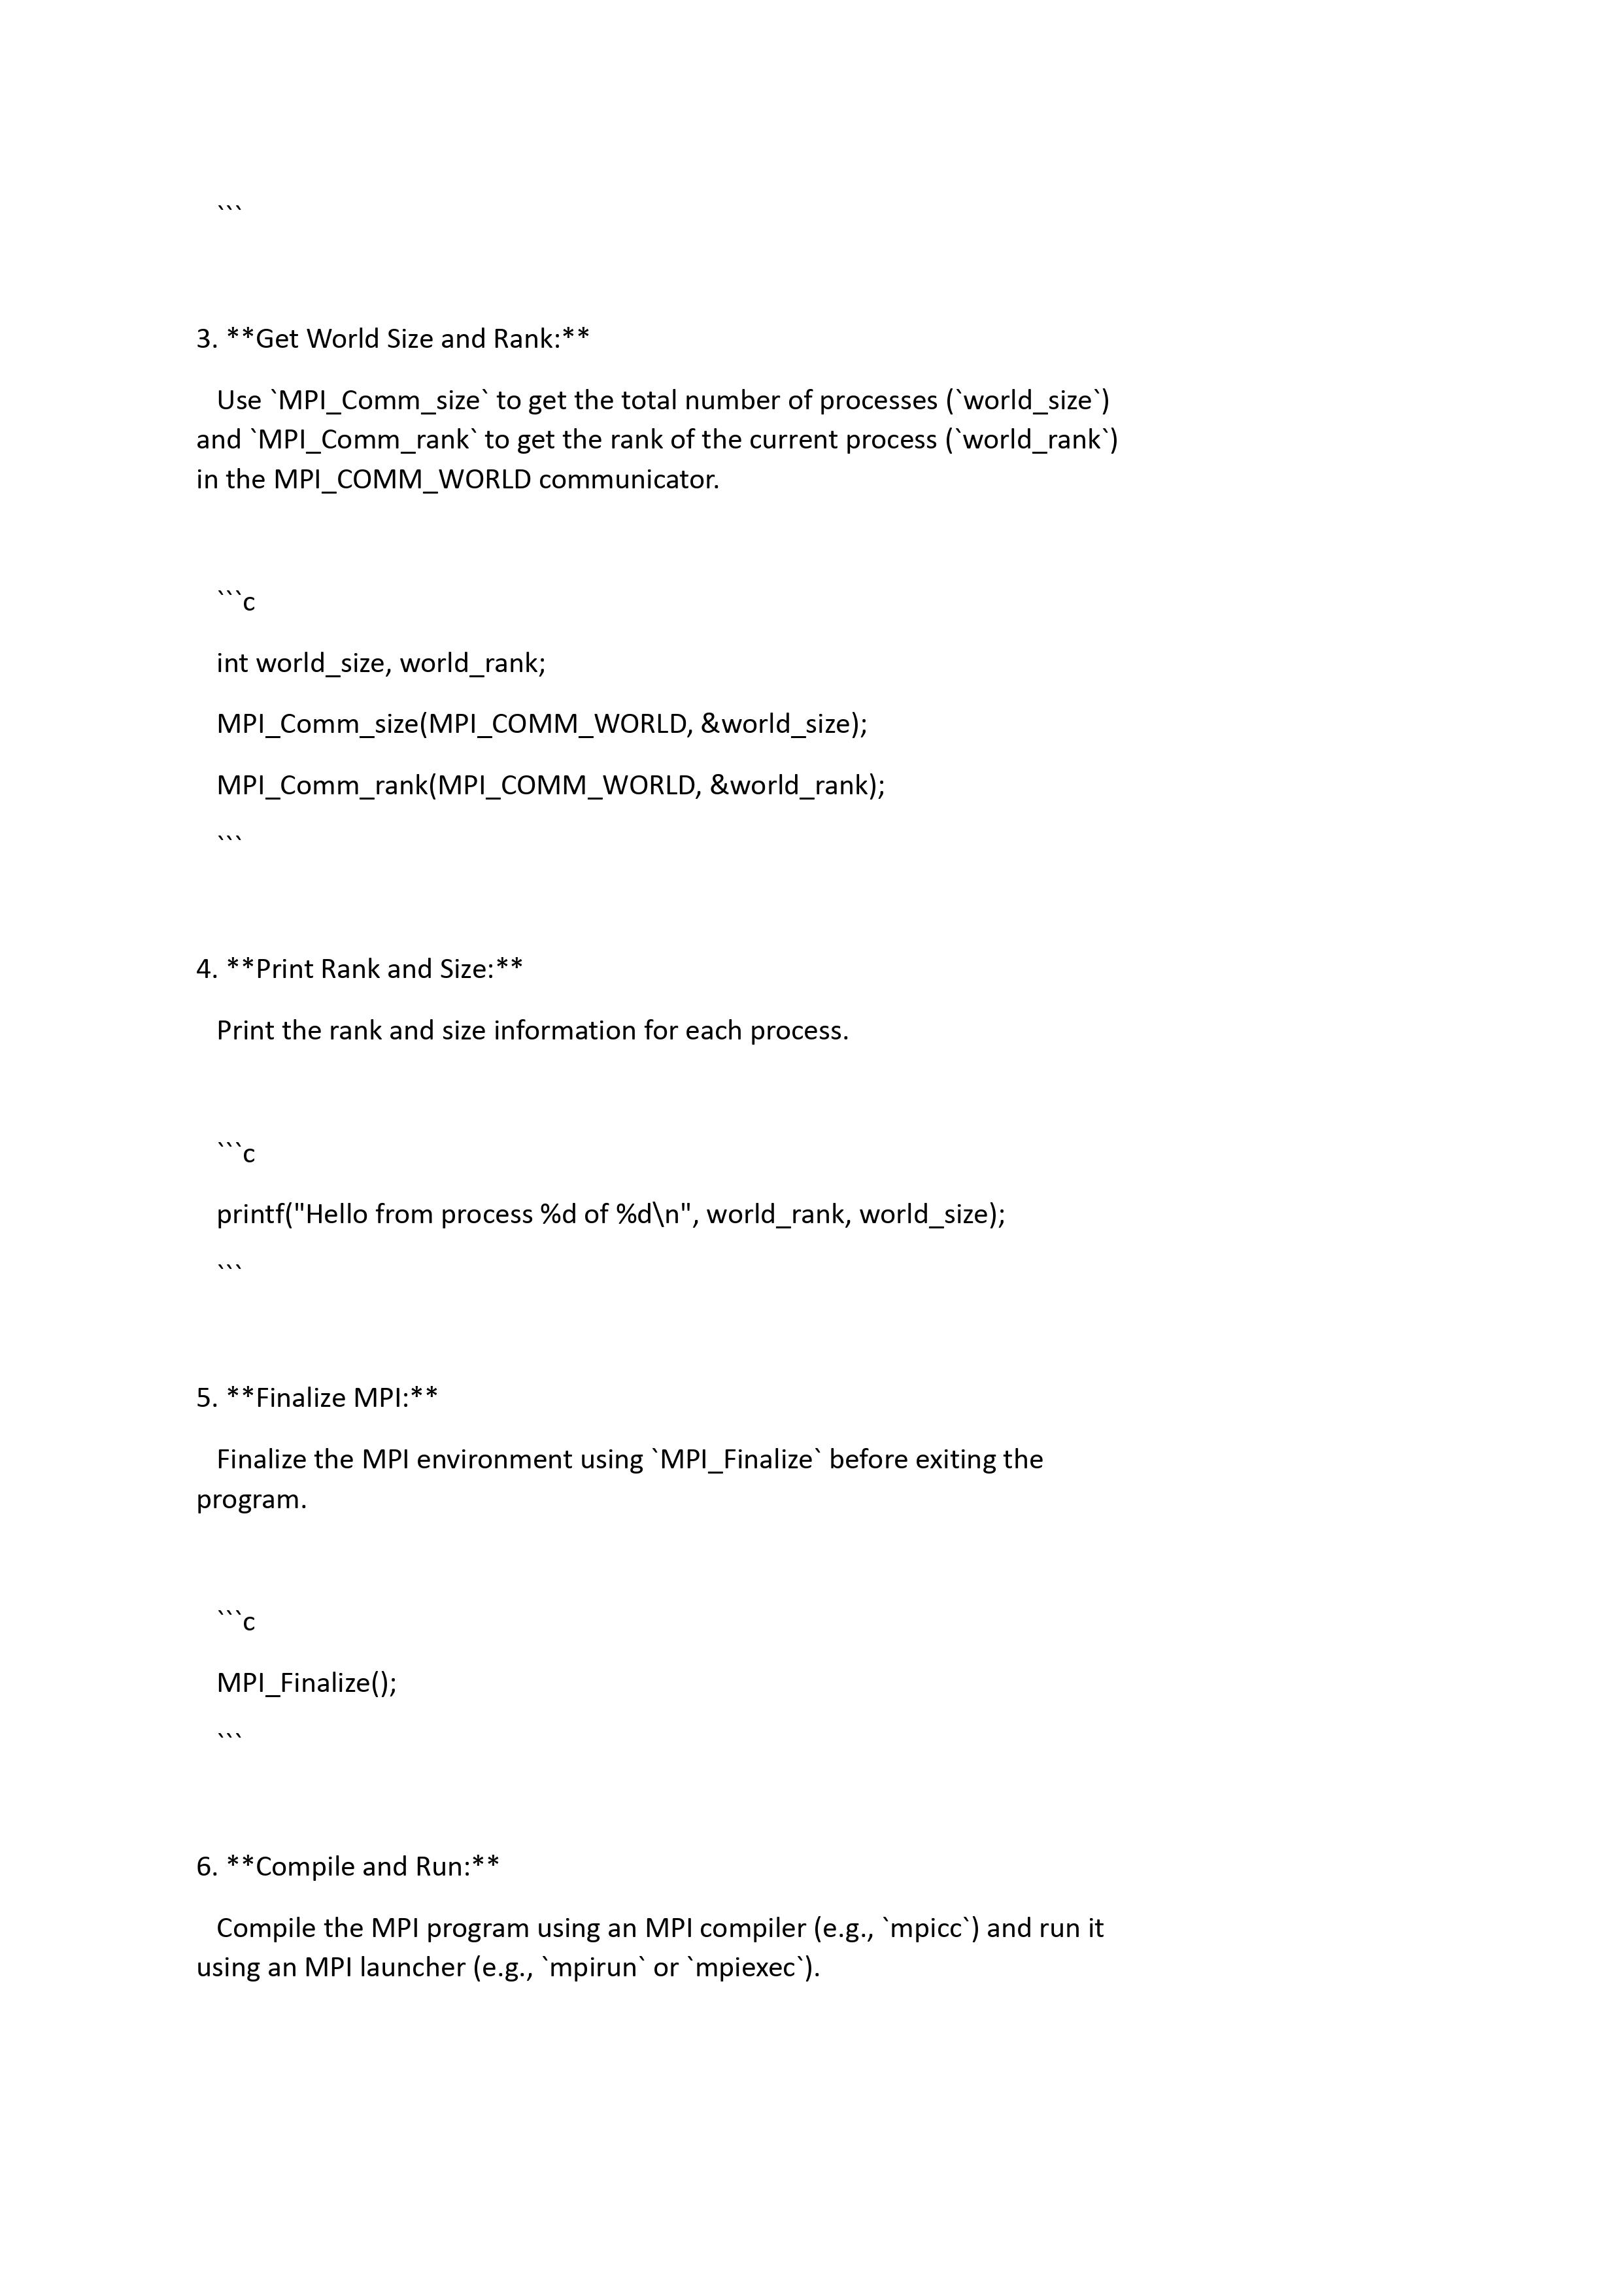 ```
3. **Get World Size and Rank:**
Use `MPI_Comm_size` to get the total number of processes (`world_size`)
and `MPI_Comm_rank` to get the rank of the current process (`world_rank`)
in the MPI_COMM_WORLD communicator.
```c
int world_size, world_rank;
MPI_Comm_size(MPI_COMM_WORLD, &world_size);
MPI_Comm_rank(MPI_COMM_WORLD, &world_rank);
```
4. **Print Rank and Size:**
Print the rank and size information for each process.
```c
printf("Hello from process %d of %d\n", world_rank, world_size);
```
5. **Finalize MPI:**
Finalize the MPI environment using `MPI_Finalize` before exiting the
program.
```c
MPI_Finalize();
```
6. **Compile and Run:**
Compile the MPI program using an MPI compiler (e.g., `mpicc`) and run it
using an MPI launcher (e.g., `mpirun` or `mpiexec`).